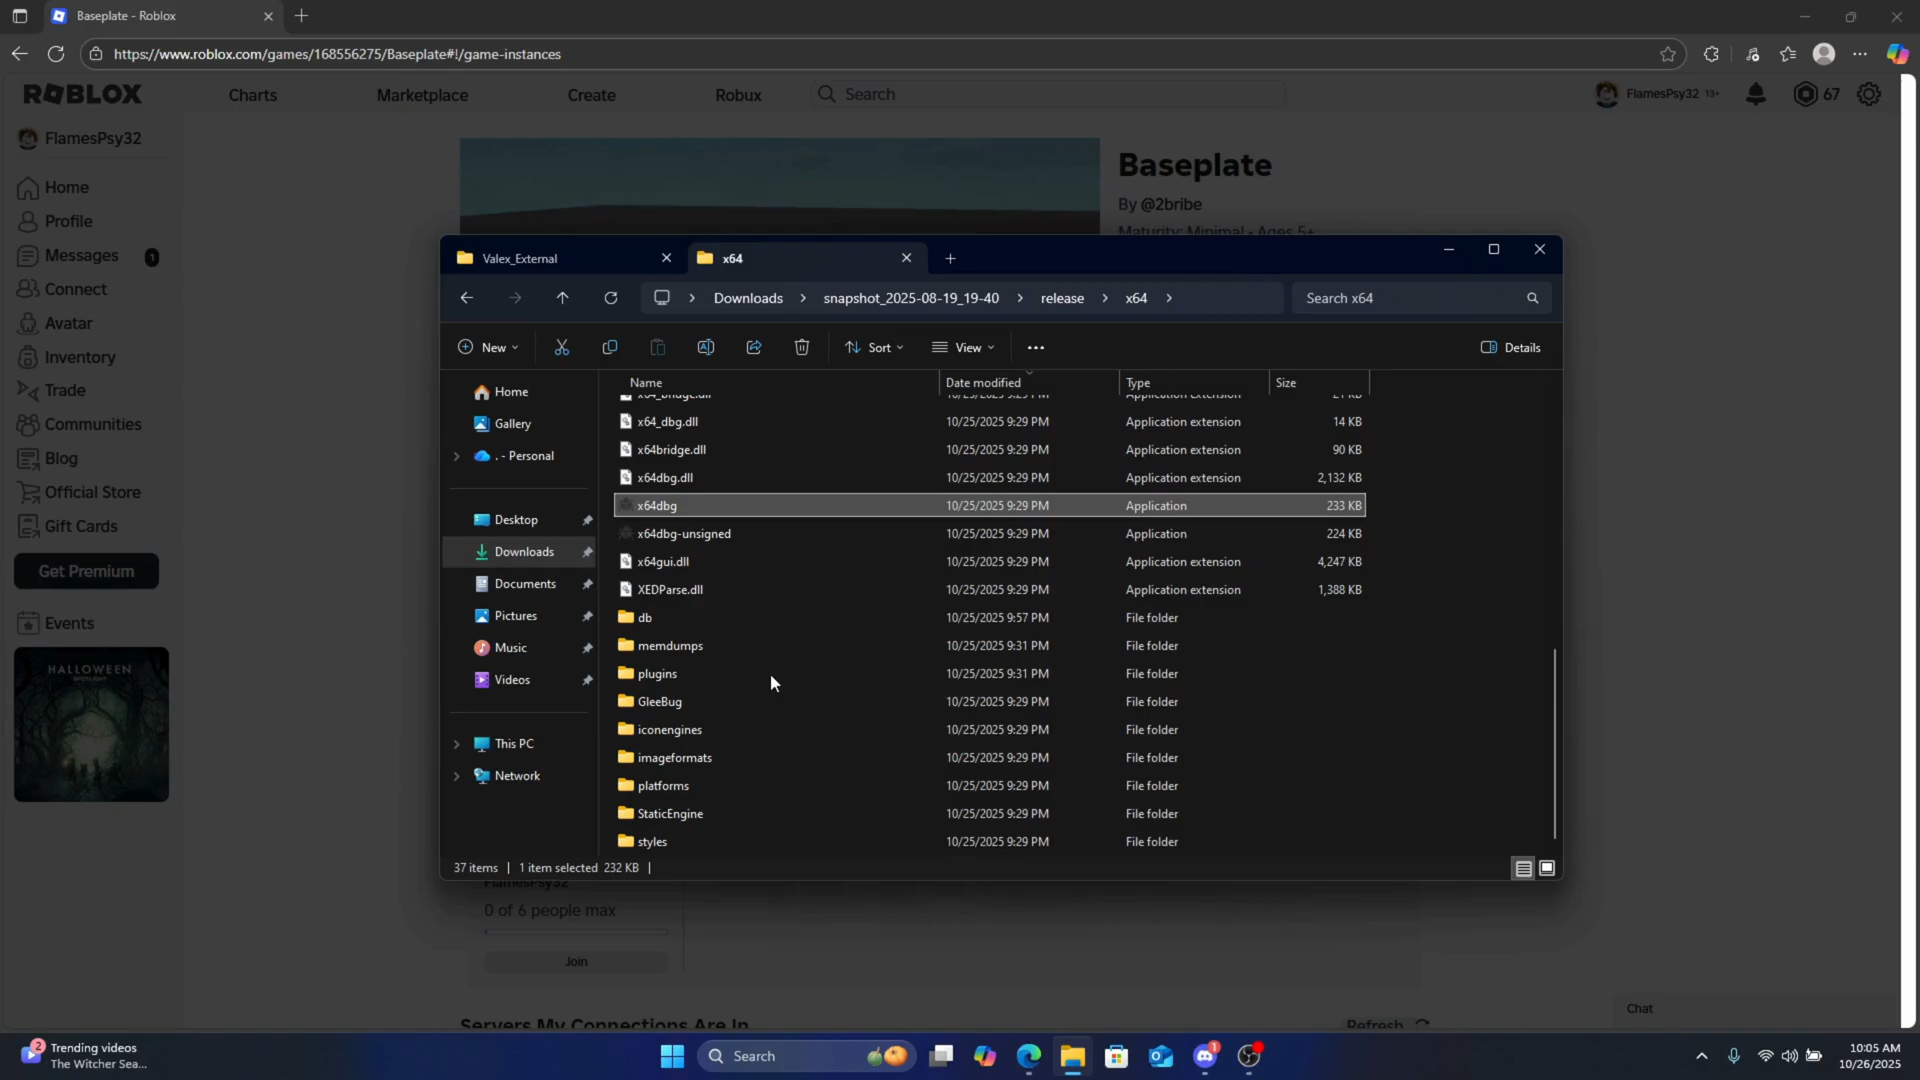 Baseplate - Roblox
https://www.roblox.com/games/168556275/Baseplate#!/game-instances
ROBLOX
Charts
Marketplace
Create
Robux
Search
FlamesPsy32 13+
67
FlamesPsy32
Home
Profile
Messages 1
Connect
Avatar
Inventory
Trade
Communities
Blog
Official Store
Gift Cards
Get Premium
Events
HALLOWEEN
SPOTLIGHT
Baseplate
By @2bribe
Maturity: Minimal • Ages 5+
Valex_External
x64
Downloads > snapshot_2025-08-19_19-40 > release > x64 >
Search x64
New
Sort
View
Details
Home
Gallery
. - Personal
Desktop
Downloads
Documents
Pictures
Music
Videos
This PC
Network
Name Date modified Type Size
x64_bridge.dll 10/25/2025 9:29 PM Application extension 21 KB
x64_dbg.dll 10/25/2025 9:29 PM Application extension 14 KB
x64bridge.dll 10/25/2025 9:29 PM Application extension 90 KB
x64dbg.dll 10/25/2025 9:29 PM Application extension 2,132 KB
x64dbg 10/25/2025 9:29 PM Application 233 KB
x64dbg-unsigned 10/25/2025 9:29 PM Application 224 KB
x64gui.dll 10/25/2025 9:29 PM Application extension 4,247 KB
XEDParse.dll 10/25/2025 9:29 PM Application extension 1,388 KB
db 10/25/2025 9:57 PM File folder
memdumps 10/25/2025 9:31 PM File folder
plugins 10/25/2025 9:31 PM File folder
GleeBug 10/25/2025 9:29 PM File folder
iconengines 10/25/2025 9:29 PM File folder
imageformats 10/25/2025 9:29 PM File folder
platforms 10/25/2025 9:29 PM File folder
StaticEngine 10/25/2025 9:29 PM File folder
styles 10/25/2025 9:29 PM File folder
37 items | 1 item selected 232 KB |
FlamesPsy32
0 of 6 people max
Join
Servers My Connections Are In
Refresh
Chat
2
Trending videos
The Witcher Sea...
Search
1
10:05 AM
10/26/2025